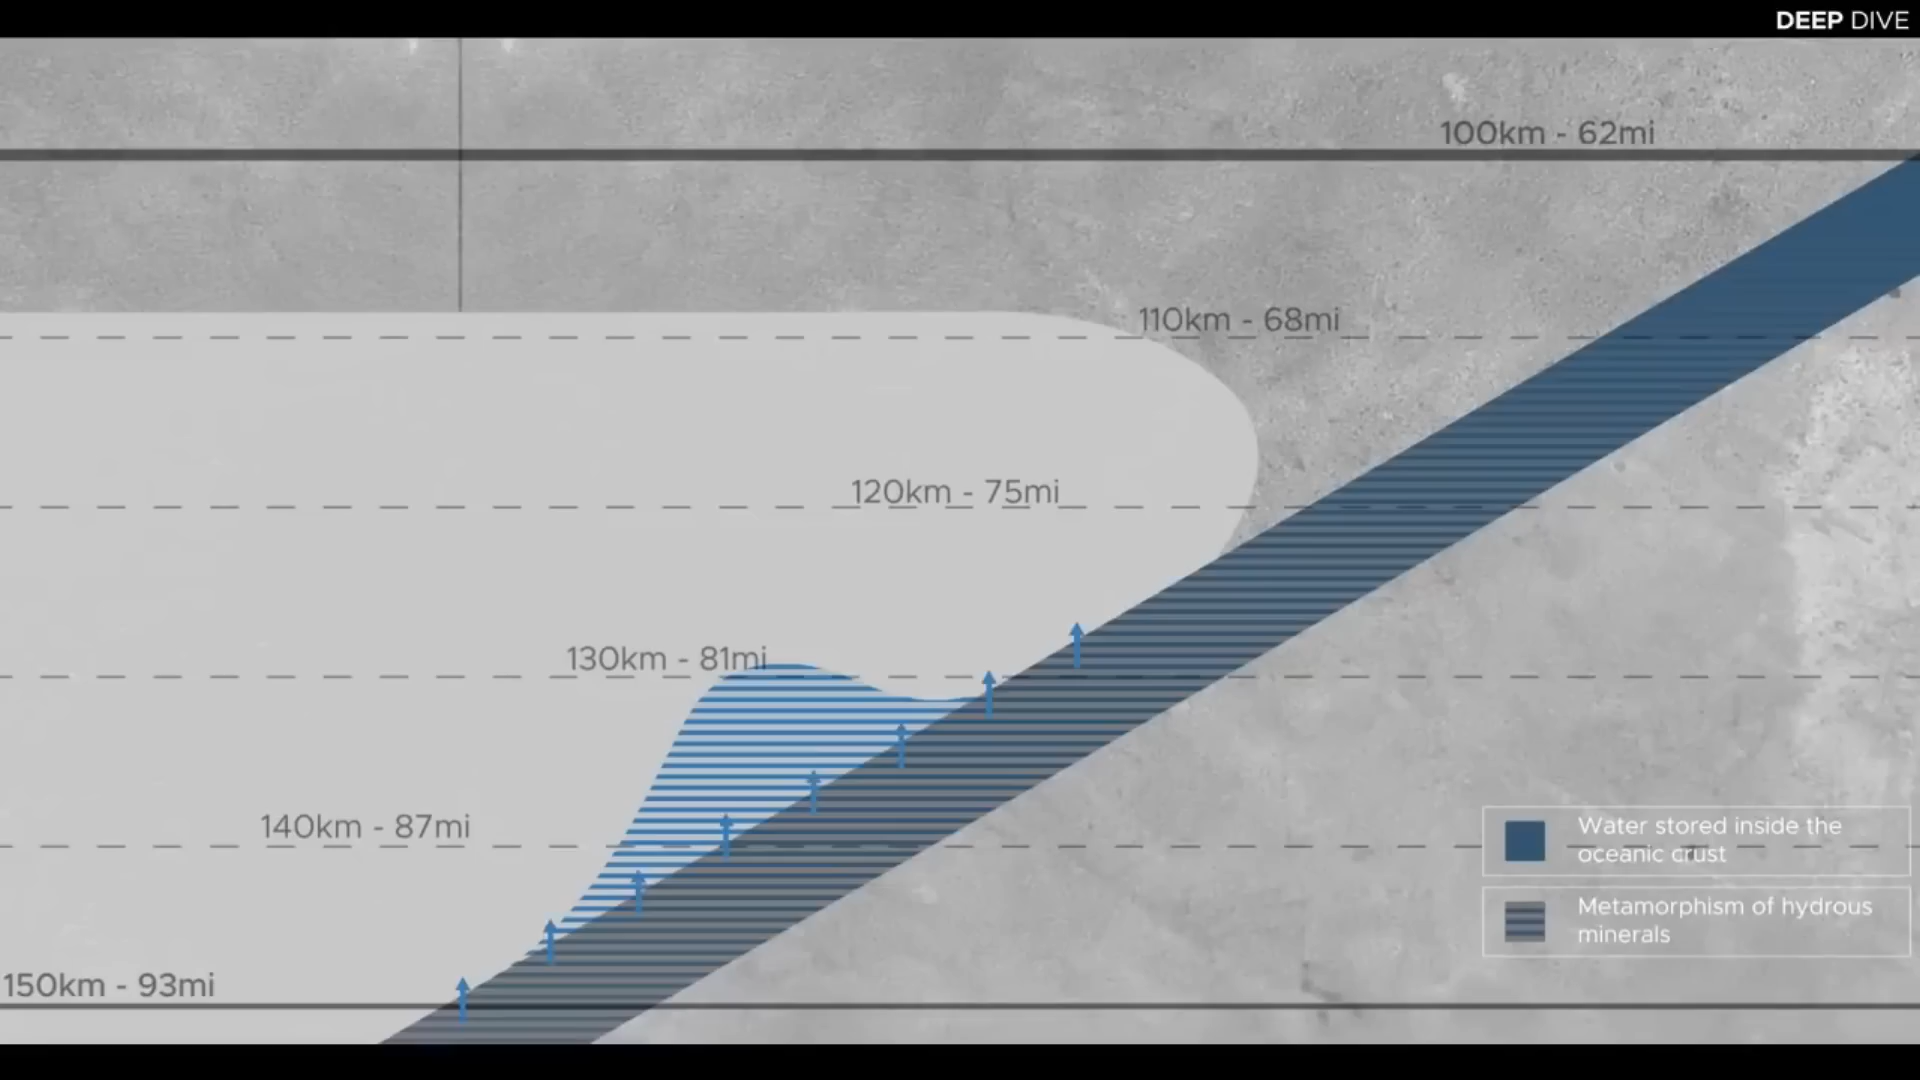 DEEP DIVE
100km - 62mi
110km - 68mi
120km - 75mi
130km - 81mi
140km - 87mi
150km - 93mi
Water stored inside the
oceanic crust
Metamorphism of hydrous
minerals